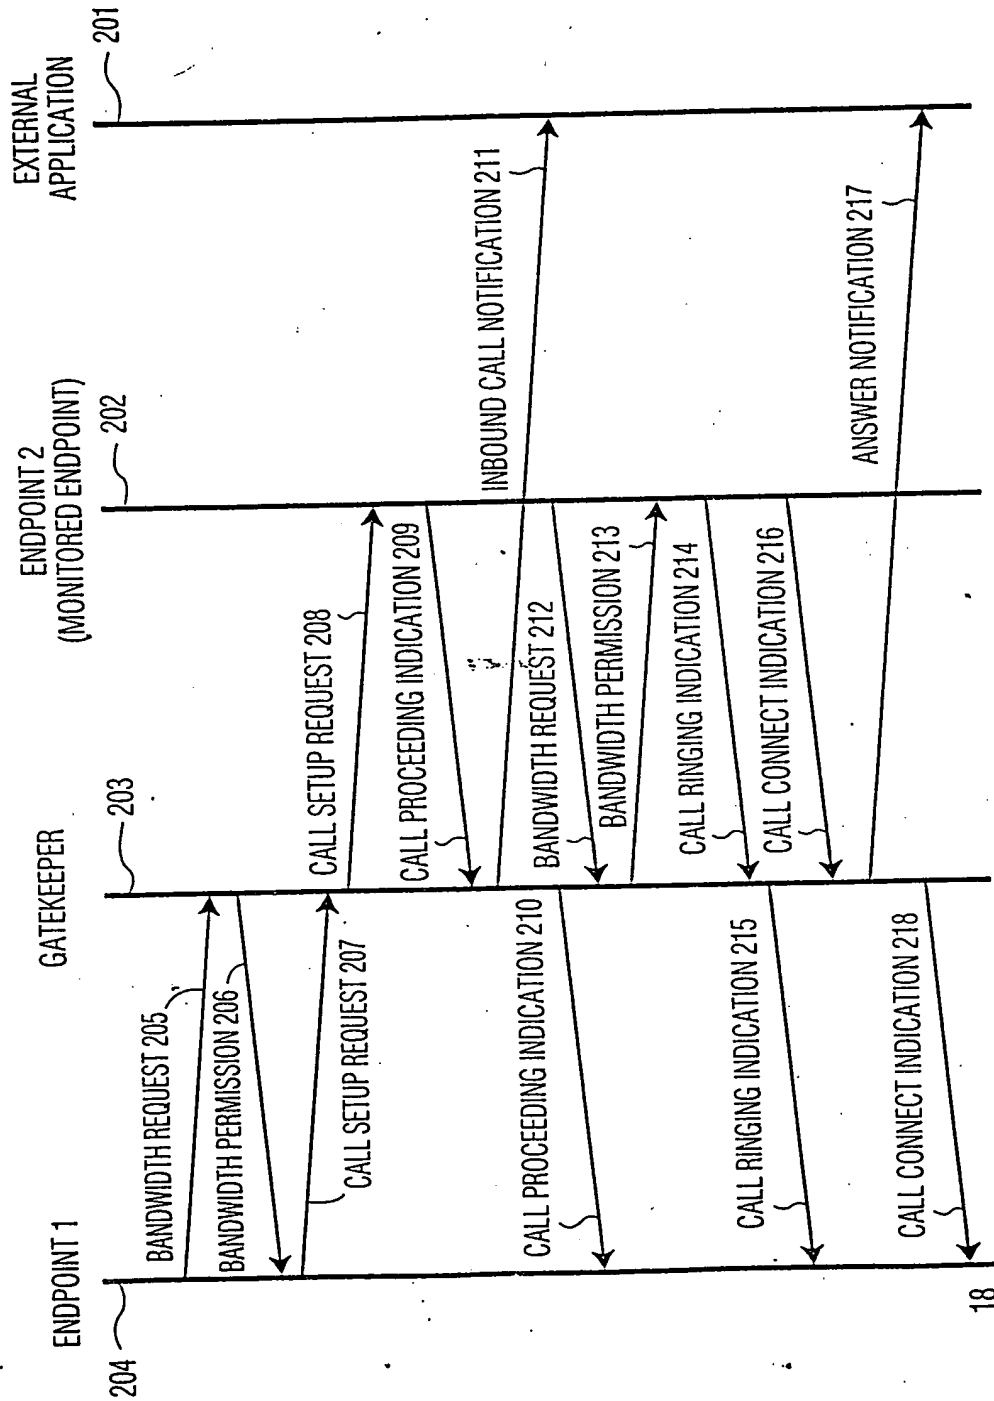 ENDPOINT 1
204
GATEKEEPER
203
ENDPOINT 2
(MONITORED ENDPOINT)
202
EXTERNAL
APPLICATION
201
BANDWIDTH REQUEST 205
BANDWIDTH PERMISSION 206
CALL SETUP REQUEST 207
CALL SETUP REQUEST 208
CALL PROCEEDING INDICATION 209
CALL PROCEEDING INDICATION 210
INBOUND CALL NOTIFICATION 211
BANDWIDTH REQUEST 212
BANDWIDTH PERMISSION 213
CALL RINGING INDICATION 214
CALL RINGING INDICATION 215
CALL CONNECT INDICATION 216
ANSWER NOTIFICATION 217
CALL CONNECT INDICATION 218
18